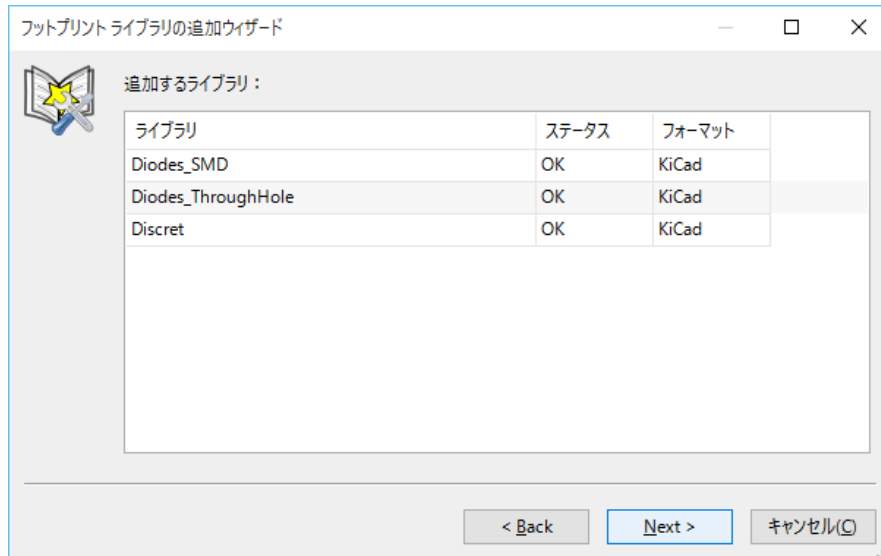 フットプリント ライブラリの追加ウィザード
追加するライブラリ：
ライブラリ ステータス フォーマット
Diodes_SMD OK KiCad
Diodes_ThroughHole OK KiCad
Discret OK KiCad
< Back Next > キャンセル(C)